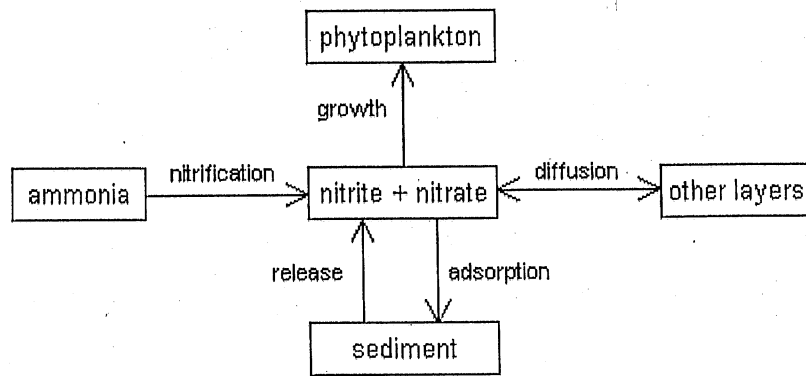 phytoplankton
growth
nitrification
diffusion
ammonia
nitrite + nitrate
other layers
release
adsorption
sediment